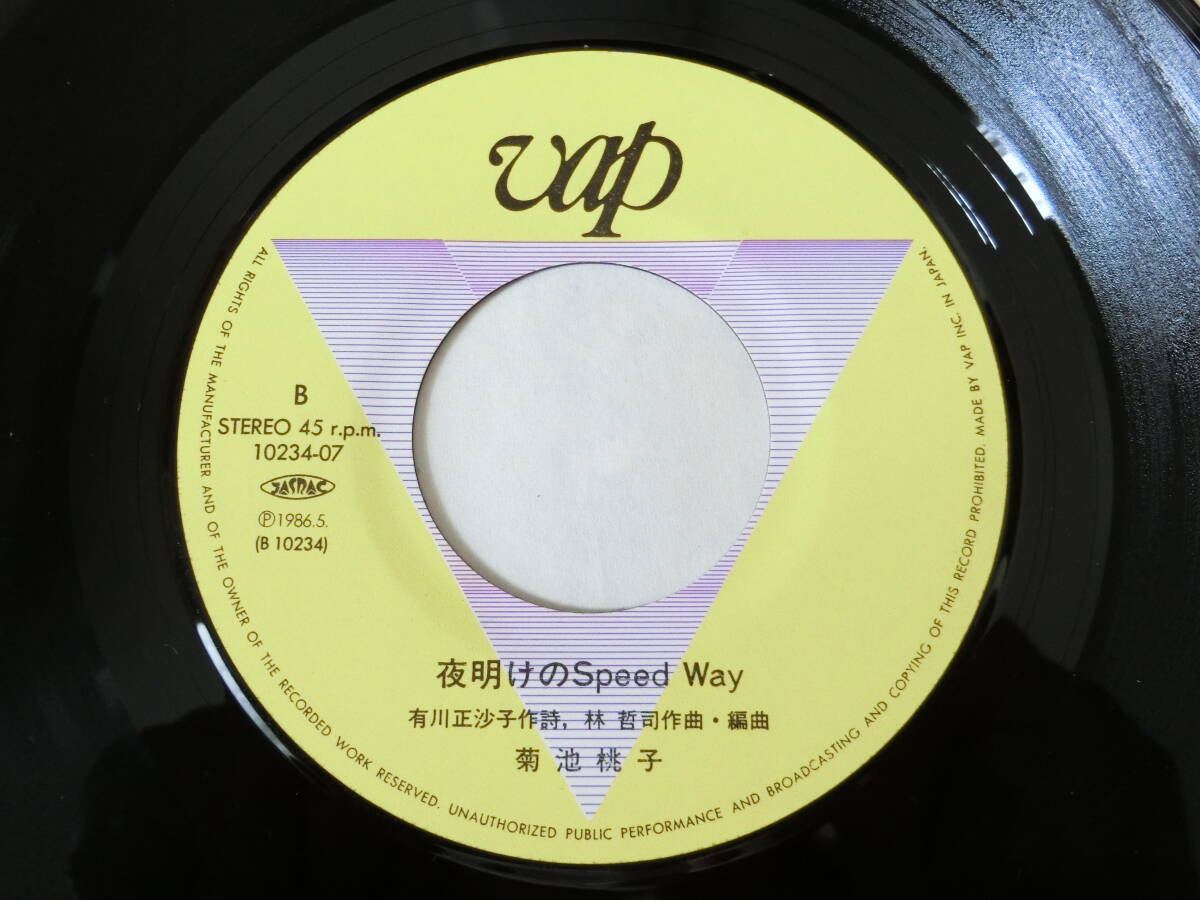 vap
B
STEREO 45 r.p.m.
10234-07
JASRAC
Ⓟ1986.5.
(B 10234)
夜明けのSpeed Way
有川正沙子作詩, 林 哲司作曲・編曲
菊池桃子
ALL RIGHTS OF THE MANUFACTURER AND OF THE OWNER OF THE RECORDED WORK RESERVED. UNAUTHORIZED PUBLIC PERFORMANCE AND BROADCASTING AND COPYING OF THIS RECORD PROHIBITED. MADE BY VAP INC. IN JAPAN.